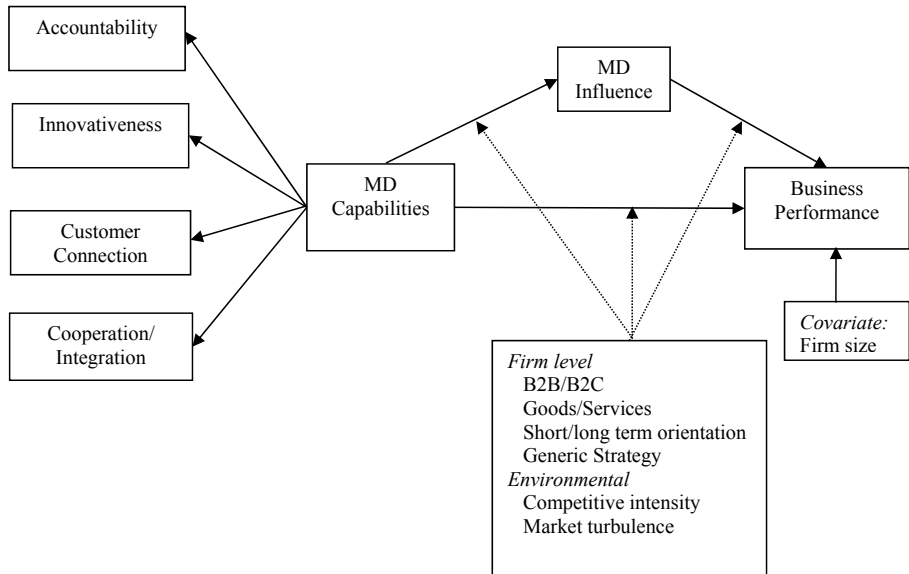 Accountability
Innovativeness
Customer
Connection
Cooperation/
Integration
MD
Capabilities
MD
Influence
Business
Performance
Covariate:
Firm size
Firm level
B2B/B2C
Goods/Services
Short/long term orientation
Generic Strategy
Environmental
Competitive intensity
Market turbulence